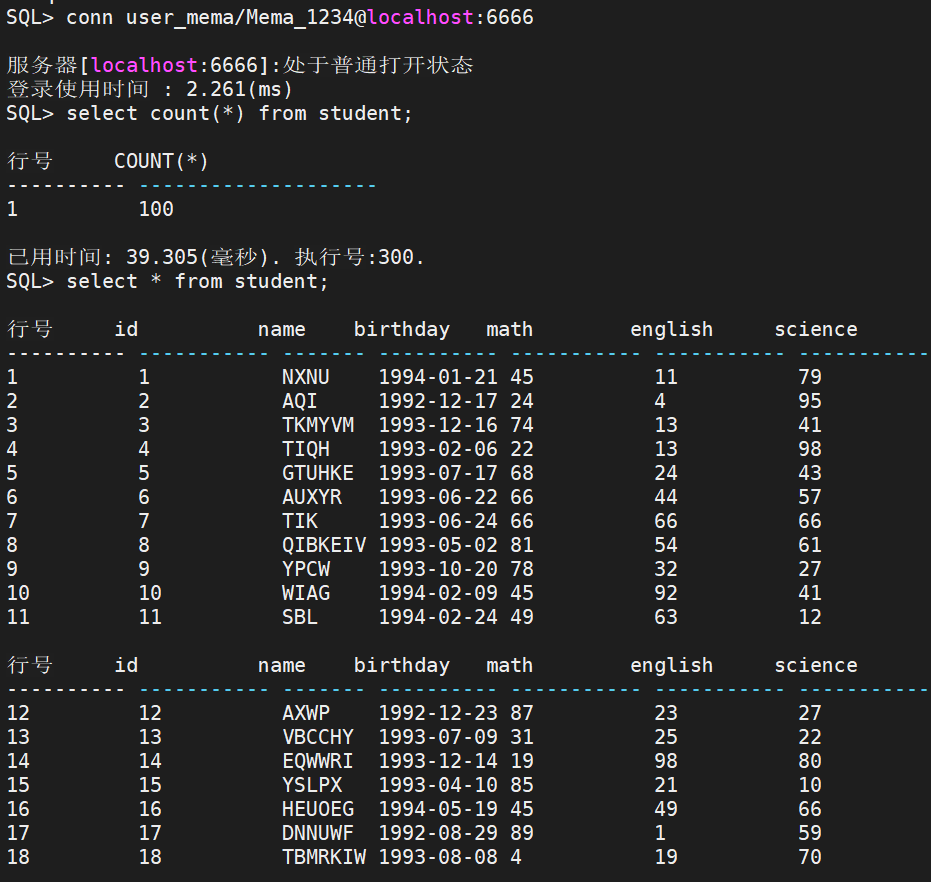 SQL> conn user_mema/Mema_1234@localhost:6666
服务器[localhost:6666]:处于普通打开状态
登录使用时间 : 2.261(ms)
SQL> select count(*) from student;
行号     COUNT(*)
---------- --------------------
1          100
已用时间: 39.305(毫秒). 执行号:300.
SQL> select * from student;
行号     id          name    birthday   math        english     science
---------- ----------- ------- ---------- ----------- ----------- -----------
1          1           NXNU    1994-01-21 45          11          79
2          2           AQI     1992-12-17 24          4           95
3          3           TKMYVM  1993-12-16 74          13          41
4          4           TIQH    1993-02-06 22          13          98
5          5           GTUHKE  1993-07-17 68          24          43
6          6           AUXYR   1993-06-22 66          44          57
7          7           TIK     1993-06-24 66          66          66
8          8           QIBKEIV 1993-05-02 81          54          61
9          9           YPCW    1993-10-20 78          32          27
10         10          WIAG    1994-02-09 45          92          41
11         11          SBL     1994-02-24 49          63          12
行号     id          name    birthday   math        english     science
---------- ----------- ------- ---------- ----------- ----------- -----------
12         12          AXWP    1992-12-23 87          23          27
13         13          VBCCHY  1993-07-09 31          25          22
14         14          EQWWRI  1993-12-14 19          98          80
15         15          YSLPX   1993-04-10 85          21          10
16         16          HEUOEG  1994-05-19 45          49          66
17         17          DNNUWF  1992-08-29 89          1           59
18         18          TBMRKIW 1993-08-08 4           19          70